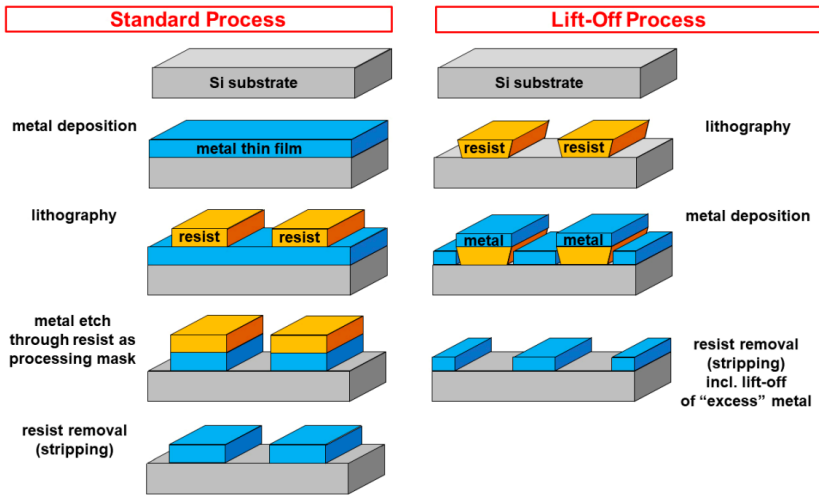 Standard Process
Si substrate
metal deposition
metal thin film
lithography
resist
resist
metal etch
through resist as
processing mask
resist removal
(stripping)
Lift-Off Process
Si substrate
lithography
resist
resist
metal deposition
metal
metal
resist removal
(stripping)
incl. lift-off
of “excess” metal